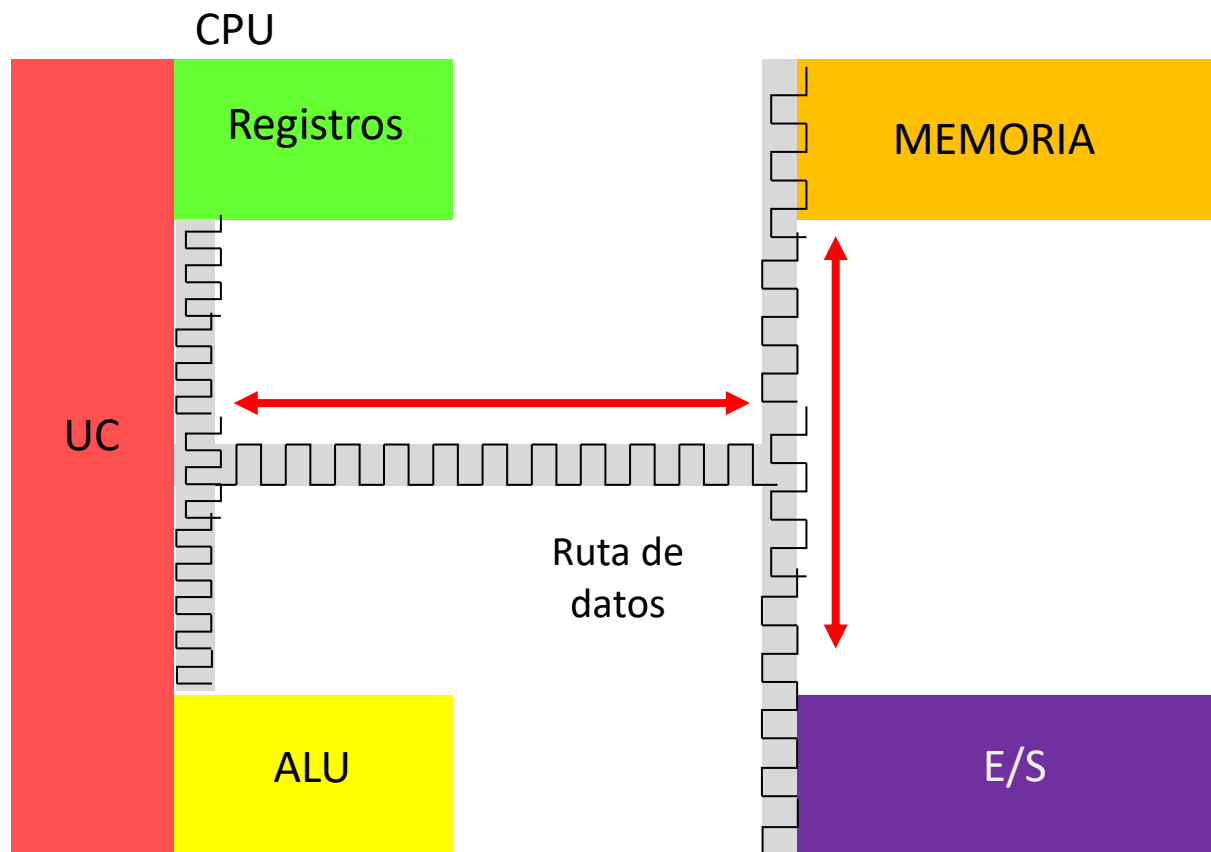 CPU
Registros
MEMORIA
UC
Ruta de
datos
ALU
E/S